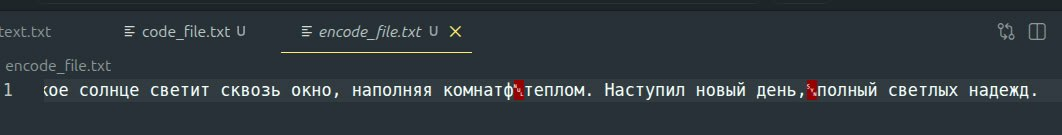 text.txt code_file.txt U encode_file.txt U
encode_file.txt
1 кое солнце светит сквозь окно, наполняя комнатф␀теплом. Наступил новый день,␖полный светлых надежд.